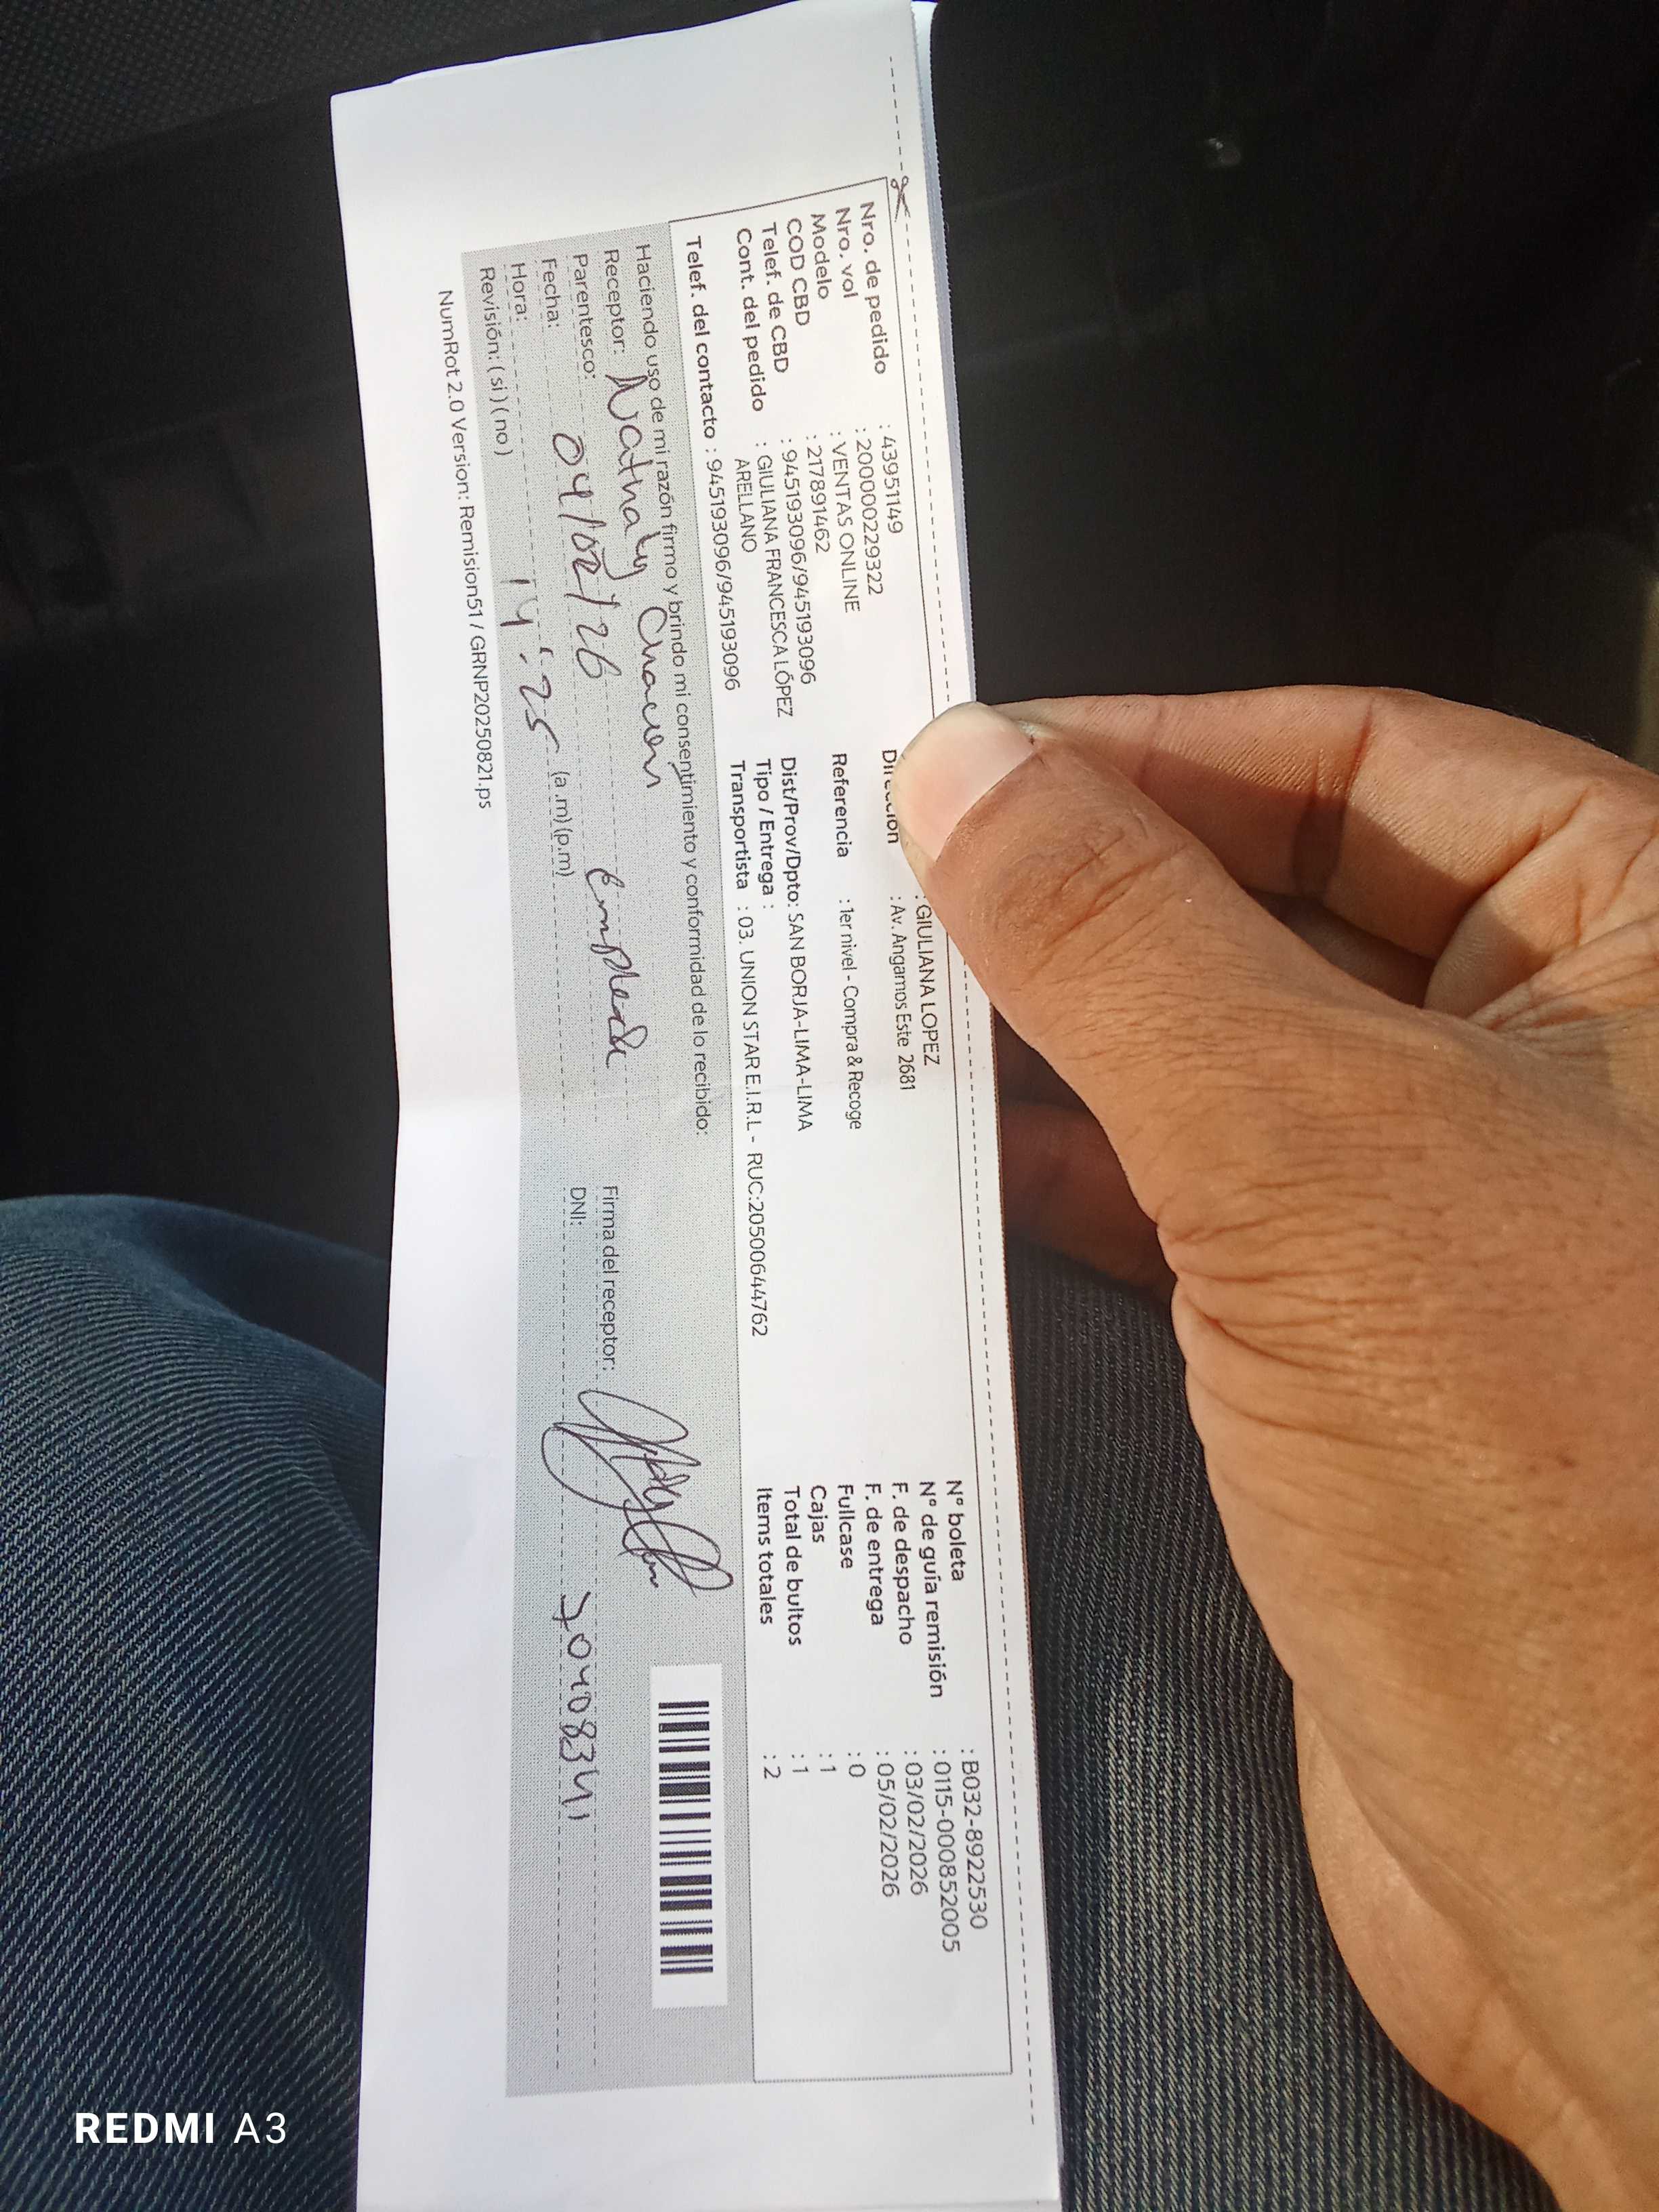 Nro. de pedido : 43951149
Nro. vol : 200000229322
Modelo : VENTAS ONLINE
COD CBD : 217891462
Telef. de CBD : 945193096/945193096
Cont. del pedido : GIULIANA FRANCESCA LÓPEZ
ARELLANO
Telef. del contacto : 945193096/945193096
: GIULIANA LOPEZ
Dirección : Av. Angamos Este 2681
Referencia : 1er nivel - Compra & Recoge
Dist/Prov/Dpto: SAN BORJA-LIMA-LIMA
Tipo / Entrega :
Transportista : 03. UNION STAR E.I.R.L - RUC:20500644762
N° boleta : B032-8922530
N° de guía remisión : 0115-000852005
F. de despacho : 03/02/2026
F. de entrega : 05/02/2026
Fullcase : 0
Cajas : 1
Total de bultos : 1
Items totales : 2
Haciendo uso de mi razón firmo y brindo mi consentimiento y conformidad de lo recibido:
Receptor: Nathaly Chacon
Parentesco: Empleada
Fecha: 04/02/26
Hora: 14:25 (a.m) (p.m)
Revisión: ( si ) ( no )
Firma del receptor:
DNI: 70408341
NumRot 2.0 Version: Remision51 / GRNP20250821.ps
REDMI A3